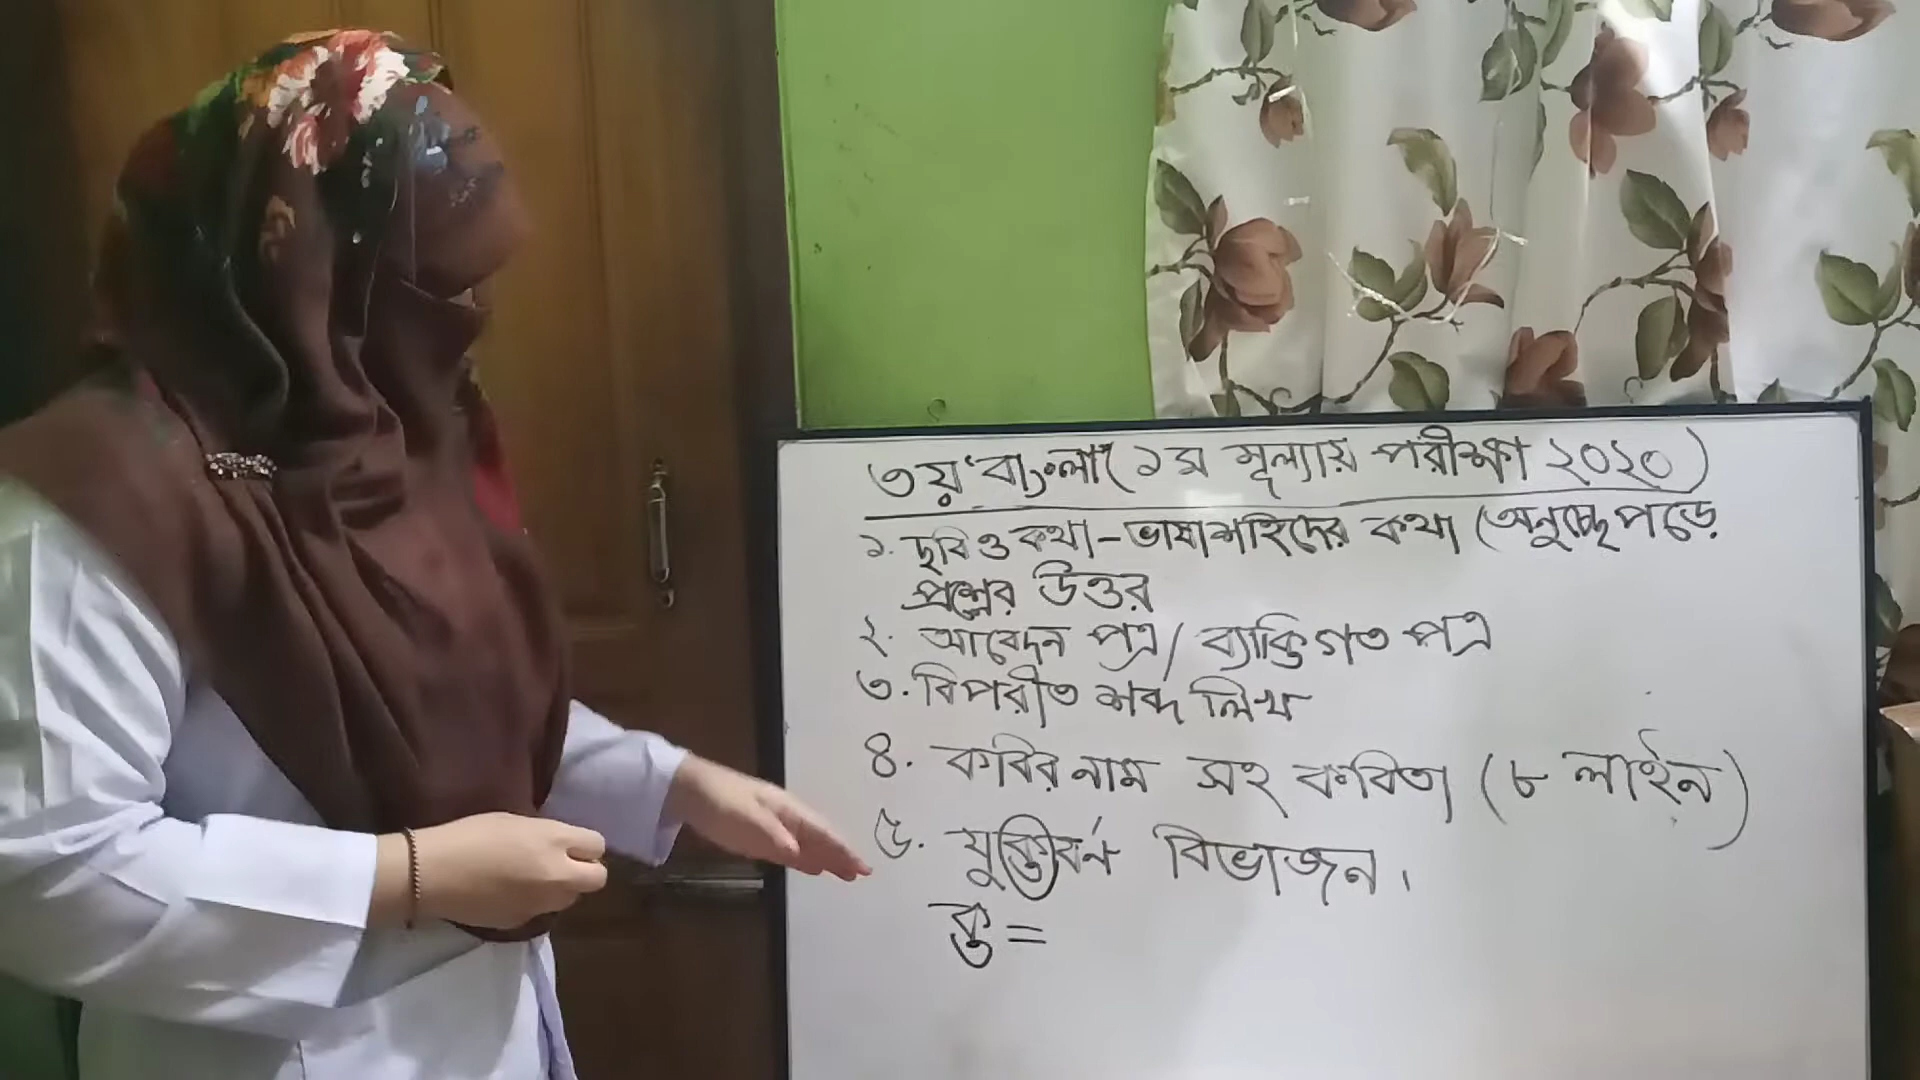 ৩য় 'বাংলা' (১ম মূল্যায় পরীক্ষা ২০২০)
১. ছবি ও কথা - ভাষা শহিদের কথা (অনুচ্ছে পড়ে
প্রশ্নের উত্তর
২. আবেদন পত্র / ব্যক্তিগত পত্র
৩. বিপরীত শব্দ লিখ
৪. কবির নাম সহ কবিতা (৮ লাইন)
৫. যুক্তবর্ণ বিভাজন।
ক্ত =